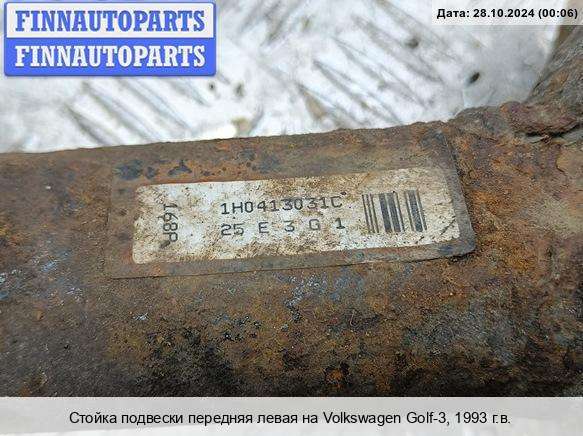 FINNAUTOPARTS
FINNAUTOPARTS
Дата: 28.10.2024 (00:06)
168P
1H0413031C
25 E 3 G 1
Стойка подвески передняя левая на Volkswagen Golf-3, 1993 г.в.